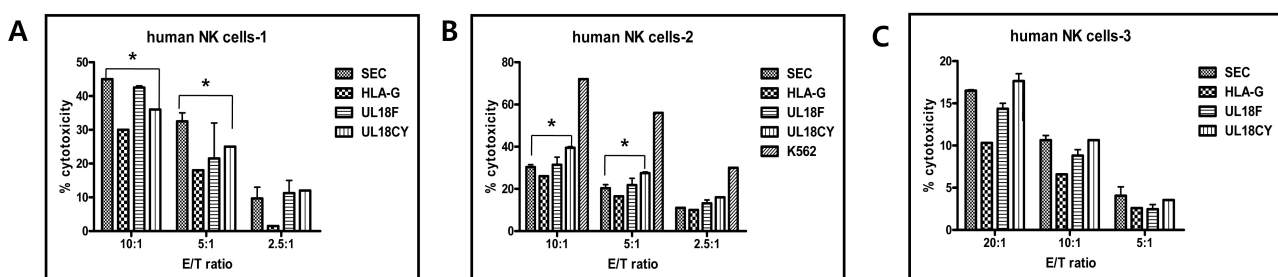 A
human NK cells-1
% cytotoxicity
50
40
30
20
10
0
*
*
SEC
HLA-G
UL18F
UL18CY
10:1
5:1
2.5:1
E/T ratio
B
human NK cells-2
% cytotoxicity
80
60
40
20
0
*
*
SEC
HLA-G
UL18F
UL18CY
K562
10:1
5:1
2.5:1
E/T ratio
C
human NK cells-3
% cytotoxicity
20
15
10
5
0
SEC
HLA-G
UL18F
UL18CY
20:1
10:1
5:1
E/T ratio